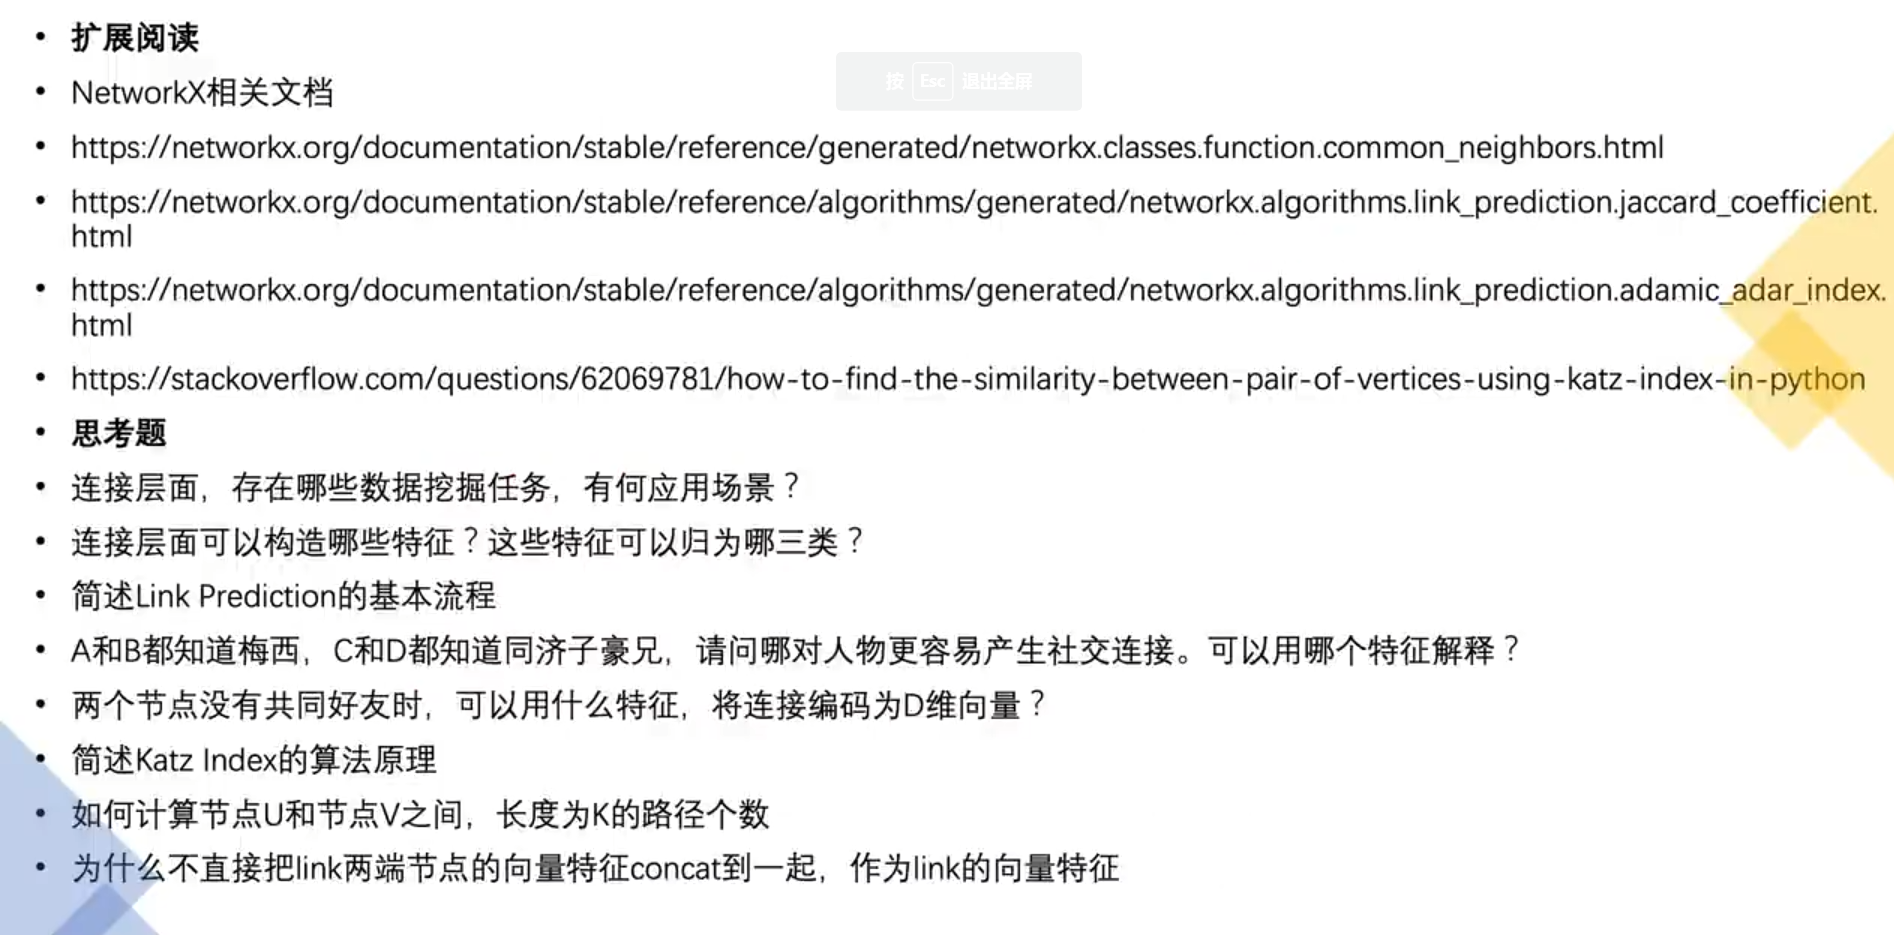 • 扩展阅读
按 Esc 退出全屏
• NetworkX相关文档
• https://networkx.org/documentation/stable/reference/generated/networkx.classes.function.common_neighbors.html
• https://networkx.org/documentation/stable/reference/algorithms/generated/networkx.algorithms.link_prediction.jaccard_coefficient.
html
• https://networkx.org/documentation/stable/reference/algorithms/generated/networkx.algorithms.link_prediction.adamic_adar_index.
html
• https://stackoverflow.com/questions/62069781/how-to-find-the-similarity-between-pair-of-vertices-using-katz-index-in-python
• 思考题
• 连接层面，存在哪些数据挖掘任务，有何应用场景？
• 连接层面可以构造哪些特征？这些特征可以归为哪三类？
• 简述Link Prediction的基本流程
• A和B都知道梅西，C和D都知道同济子豪兄，请问哪对人物更容易产生社交连接。可以用哪个特征解释？
• 两个节点没有共同好友时，可以用什么特征，将连接编码为D维向量？
• 简述Katz Index的算法原理
• 如何计算节点U和节点V之间，长度为K的路径个数
• 为什么不直接把link两端节点的向量特征concat到一起，作为link的向量特征